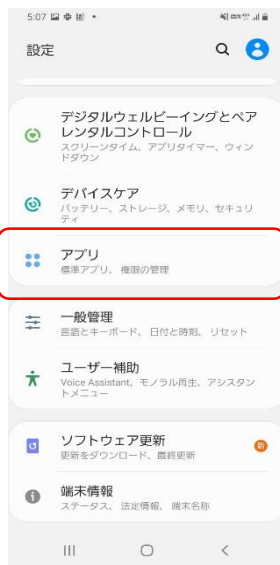 5:07
設定
デジタルウェルビーイングとペア
レンタルコントロール
スクリーンタイム、アプリタイマー、ウィン
ドダウン
デバイスケア
バッテリー、ストレージ、メモリ、セキュリ
ティ
アプリ
標準アプリ、権限の管理
一般管理
言語とキーボード、日付と時刻、リセット
ユーザー補助
Voice Assistant、モノラル再生、アシスタン
トメニュー
ソフトウェア更新
更新をダウンロード、最終更新
端末情報
ステータス、法定情報、端末名称